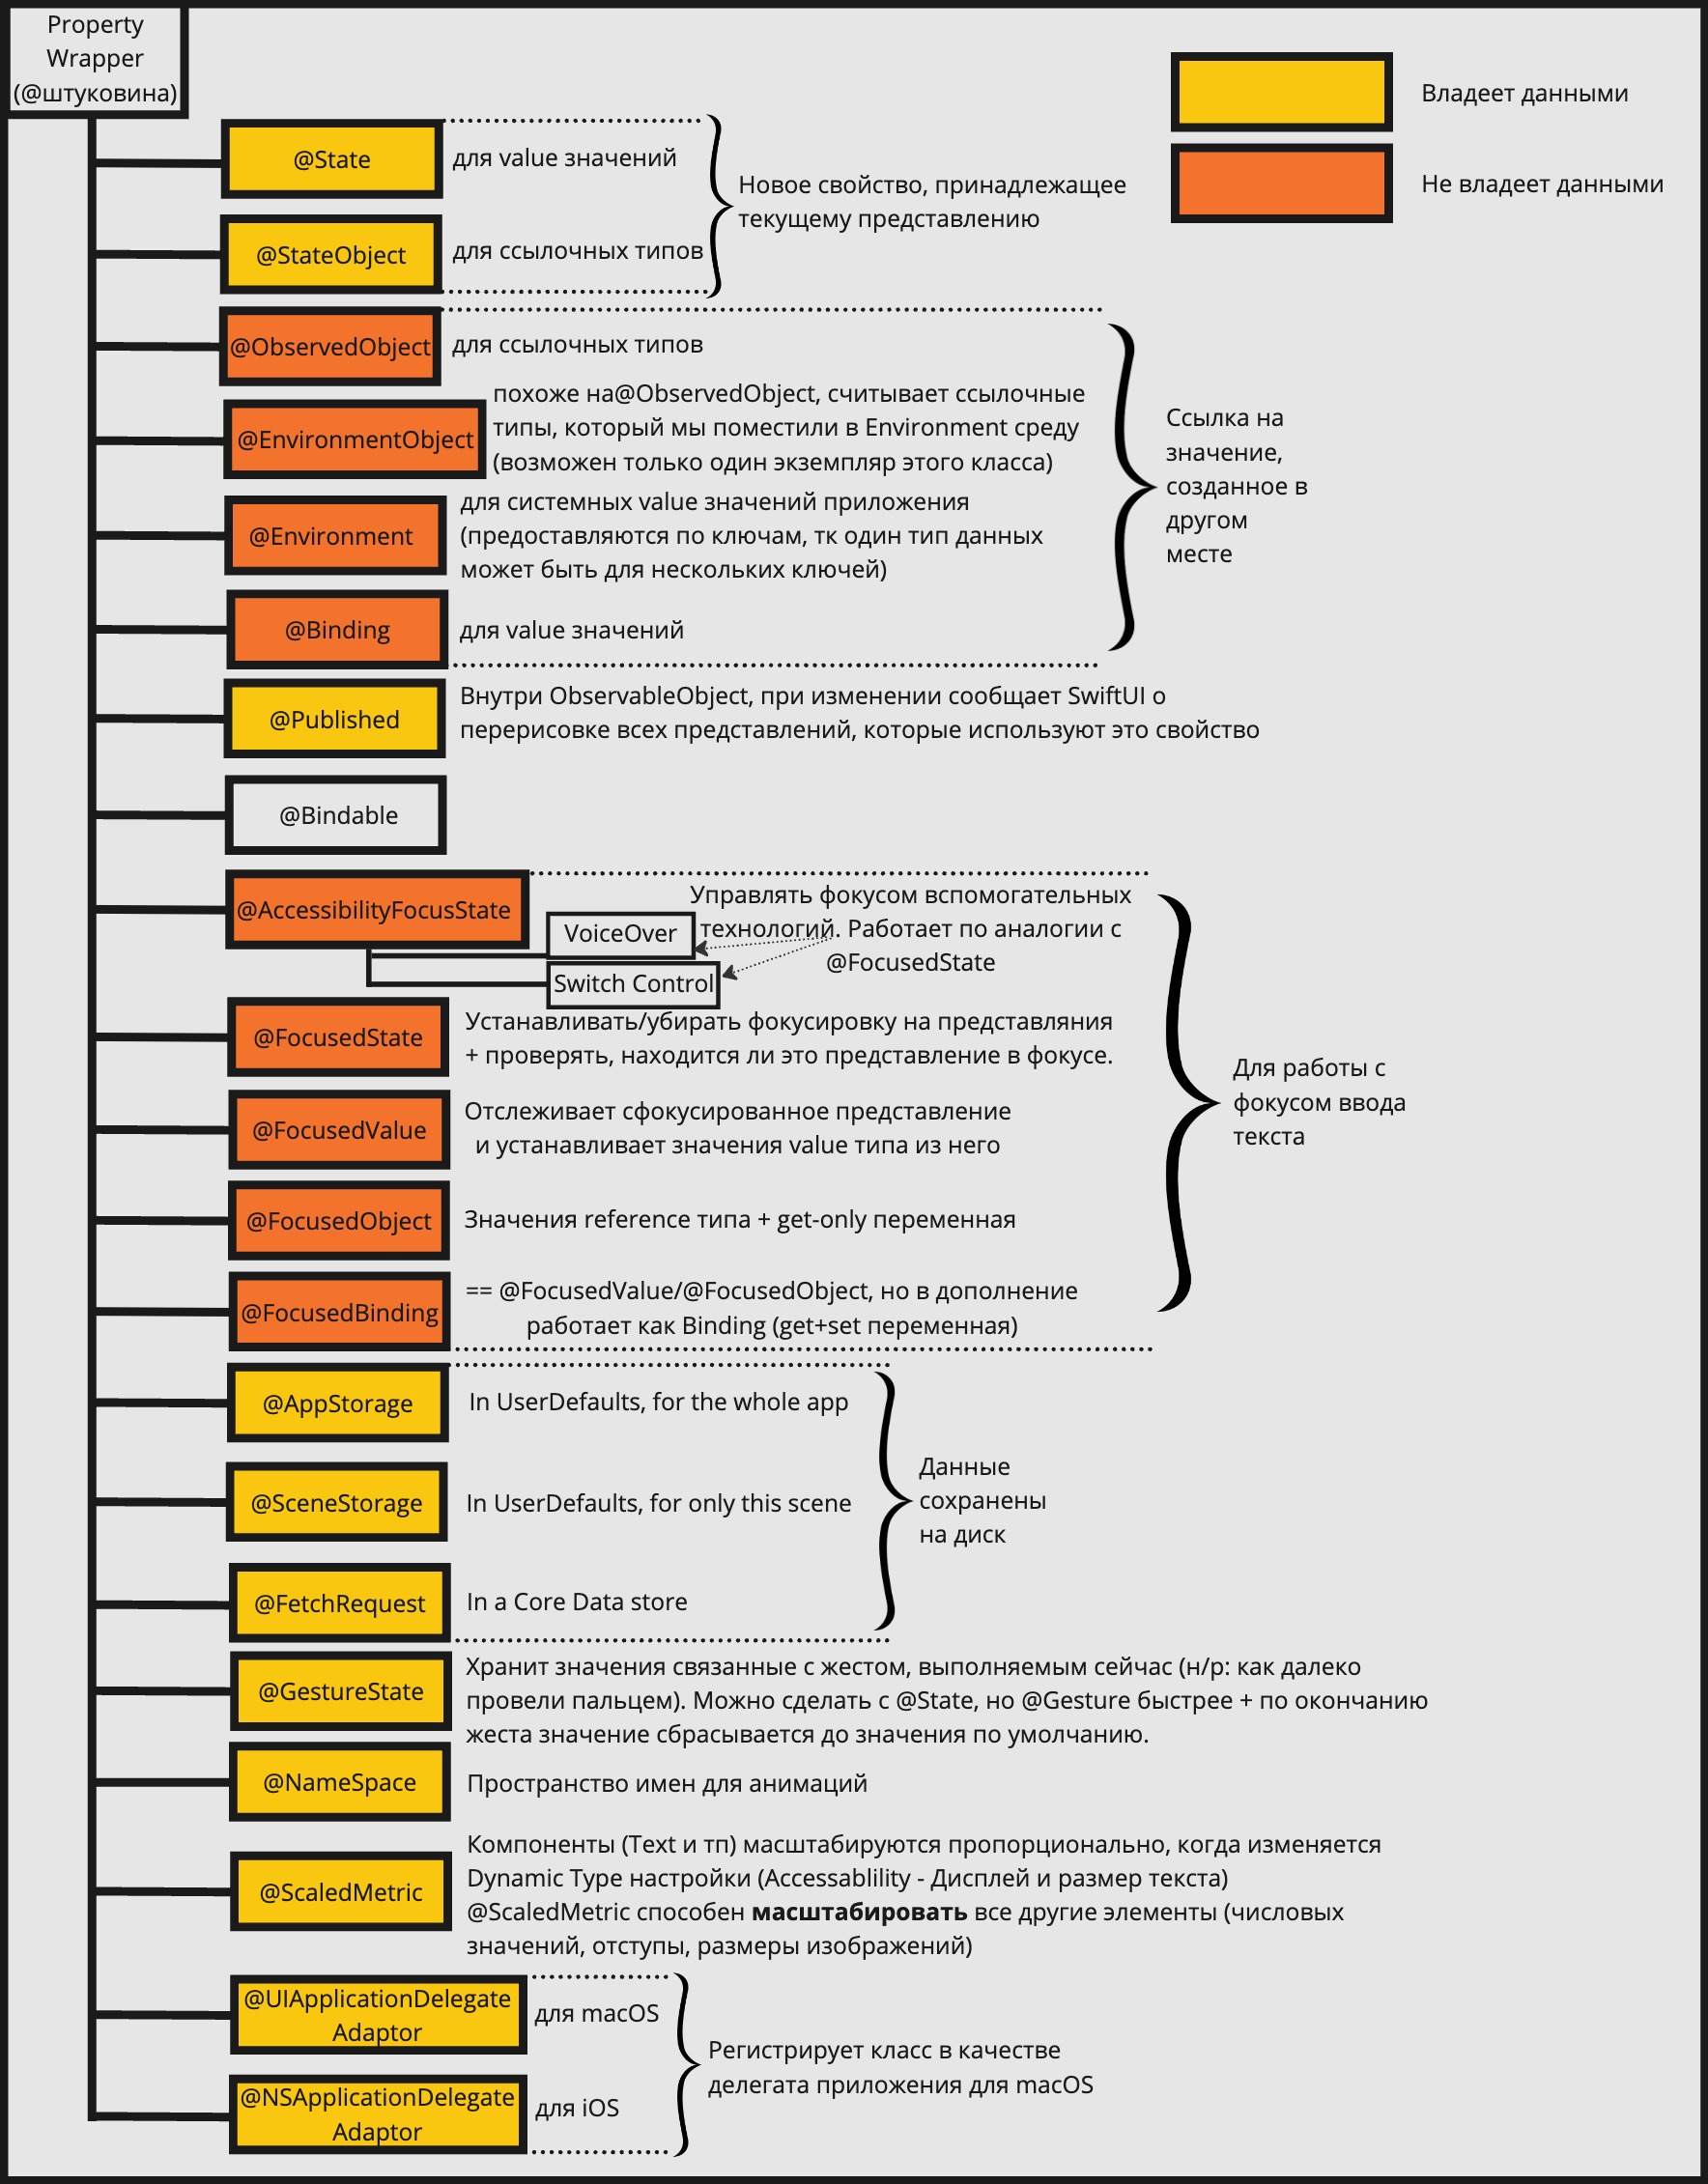 Property
Wrapper
(@штуковина)
Владеет данными
Не владеет данными
@State
для value значений
Новое свойство, принадлежащее
текущему представлению
@StateObject
для ссылочных типов
@ObservedObject
для ссылочных типов
@EnvironmentObject
похоже на@ObservedObject, считывает ссылочные
типы, который мы поместили в Environment среду
(возможен только один экземпляр этого класса)
Ссылка на
значение,
созданное в
другом
месте
@Environment
для системных value значений приложения
(предоставляются по ключам, тк один тип данных
может быть для нескольких ключей)
@Binding
для value значений
@Published
Внутри ObservableObject, при изменении сообщает SwiftUI о
перерисовке всех представлений, которые используют это свойство
@Bindable
@AccessibilityFocusState
VoiceOver
Switch Control
Управлять фокусом вспомогательных
технологий. Работает по аналогии с
@FocusedState
@FocusedState
Устанавливать/убирать фокусировку на представляния
+ проверять, находится ли это представление в фокусе.
Для работы с
фокусом ввода
текста
@FocusedValue
Отслеживает сфокусированное представление
и устанавливает значения value типа из него
@FocusedObject
Значения reference типа + get-only переменная
@FocusedBinding
== @FocusedValue/@FocusedObject, но в дополнение
работает как Binding (get+set переменная)
@AppStorage
In UserDefaults, for the whole app
@SceneStorage
In UserDefaults, for only this scene
Данные
сохранены
на диск
@FetchRequest
In a Core Data store
@GestureState
Хранит значения связанные с жестом, выполняемым сейчас (н/р: как далеко
провели пальцем). Можно сделать с @State, но @Gesture быстрее + по окончанию
жеста значение сбрасывается до значения по умолчанию.
@NameSpace
Пространство имен для анимаций
@ScaledMetric
Компоненты (Text и тп) масштабируются пропорционально, когда изменяется
Dynamic Type настройки (Accessablility - Дисплей и размер текста)
@ScaledMetric способен масштабировать все другие элементы (числовых
значений, отступы, размеры изображений)
@UIApplicationDelegate
Adaptor
для macOS
Регистрирует класс в качестве
делегата приложения для macOS
@NSApplicationDelegate
Adaptor
для iOS